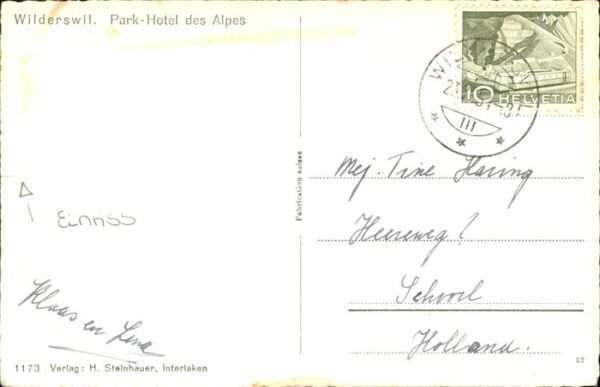 Wilderswil. Park-Hotel des Alpes
10 HELVETIA
III
Mej. Tine Haring
Heereweg
Schoorl
Holland.
Fabrication suisse
Klaas en Lena
1173 Verlag: H. Steinhauer, Interlaken